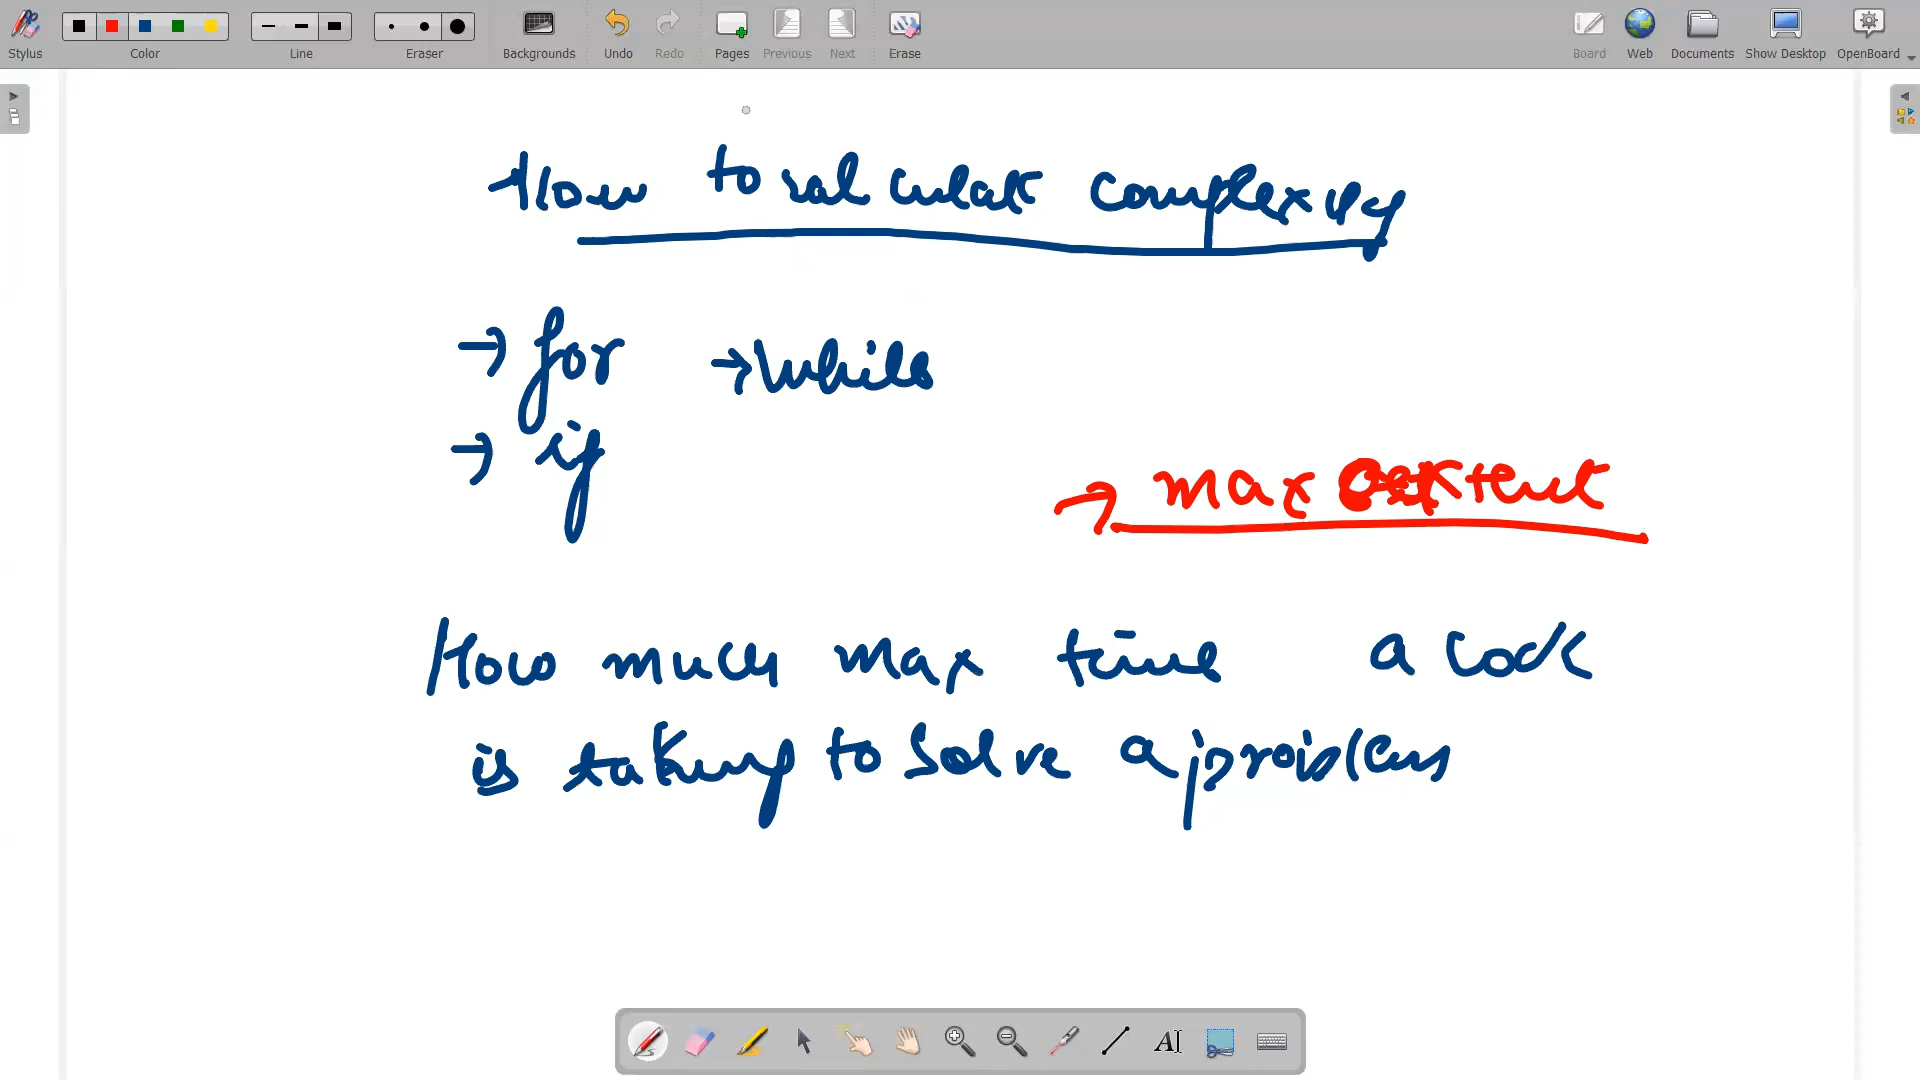 Stylus
Color
Line
Eraser
Backgrounds
Undo
Redo
Pages
Previous
Next
Erase
Board
Web
Documents
Show Desktop
OpenBoard
How to calculate complexity
→ for → while
→ if
→ max extent
How much max time a code
is taking to solve a problem